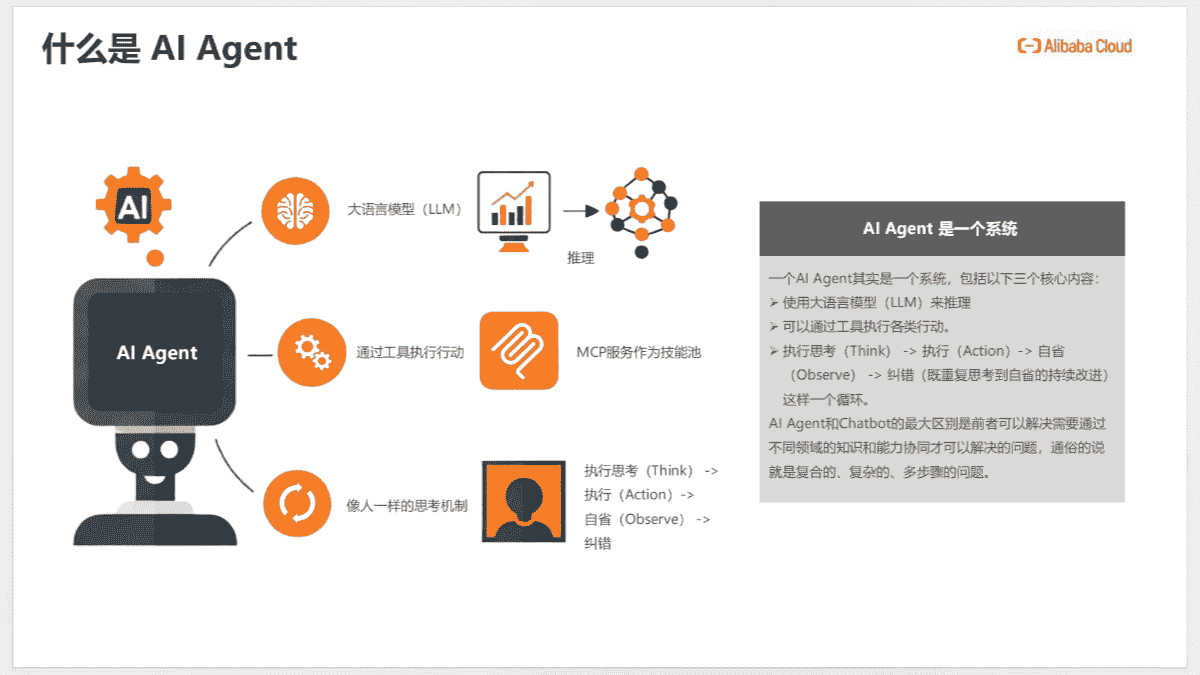 什么是 AI Agent
Alibaba Cloud
AI
AI Agent
大语言模型（LLM）
推理
通过工具执行行动
MCP服务作为技能池
像人一样的思考机制
执行思考（Think） ->
执行（Action）->
自省（Observe） ->
纠错
AI Agent 是一个系统
一个AI Agent其实是一个系统，包括以下三个核心内容：
➢ 使用大语言模型（LLM）来推理
➢ 可以通过工具执行各类行动。
➢ 执行思考（Think） -> 执行（Action）-> 自省
（Observe） -> 纠错（既重复思考到自省的持续改进）
这样一个循环。
AI Agent和Chatbot的最大区别是前者可以解决需要通过
不同领域的知识和能力协同才可以解决的问题，通俗的说
就是复合的、复杂的、多步骤的问题。